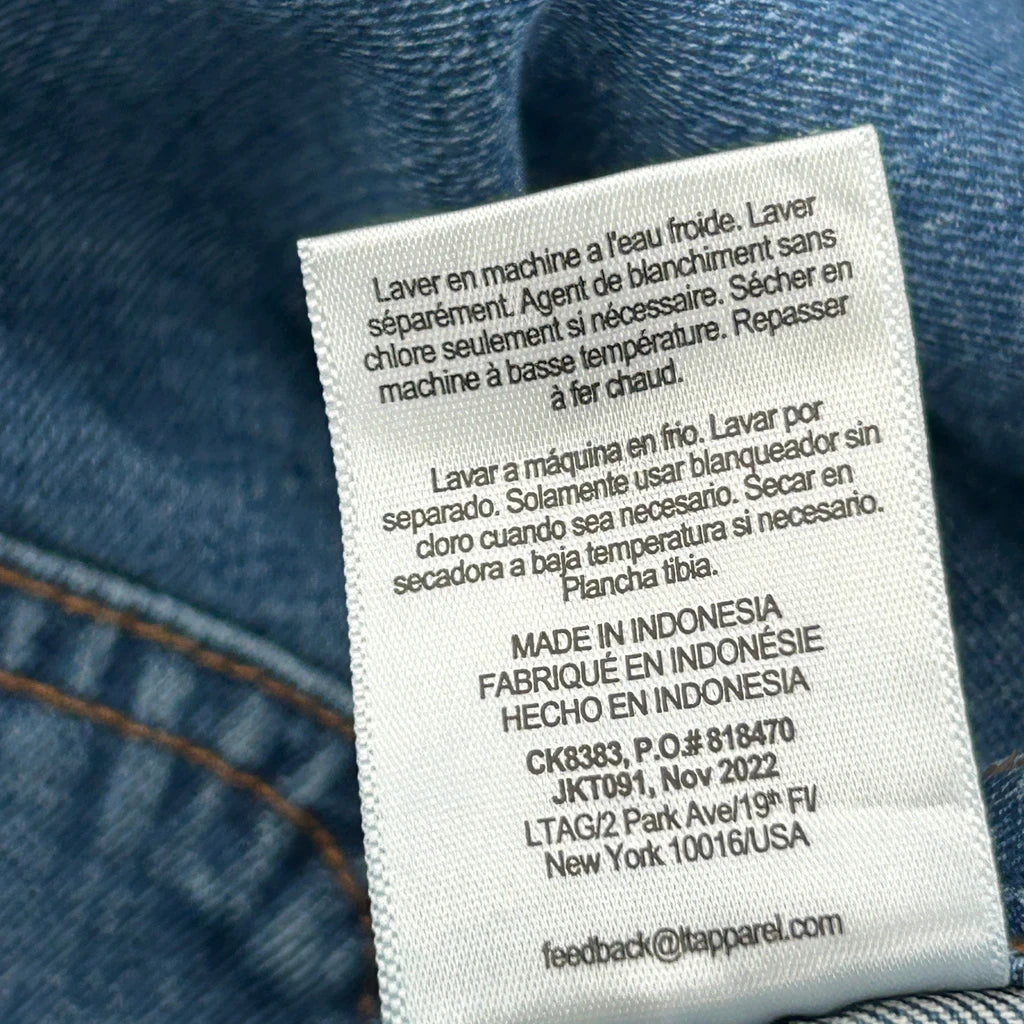 Laver en machine a l'eau froide. Laver
séparément. Agent de blanchiment sans
chlore seulement si nécessaire. Sécher en
machine à basse température. Repasser
à fer chaud.
Lavar a máquina en frio. Lavar por
separado. Solamente usar blanqueador sin
cloro cuando sea necesario. Secar en
secadora a baja temperatura si necesario.
Plancha tibia.
MADE IN INDONESIA
FABRIQUÉ EN INDONÉSIE
HECHO EN INDONESIA
CK8383, P.O.# 818470
JKT091, Nov 2022
LTAG/2 Park Ave/19th Fl/
New York 10016/USA
feedback@ltapparel.com